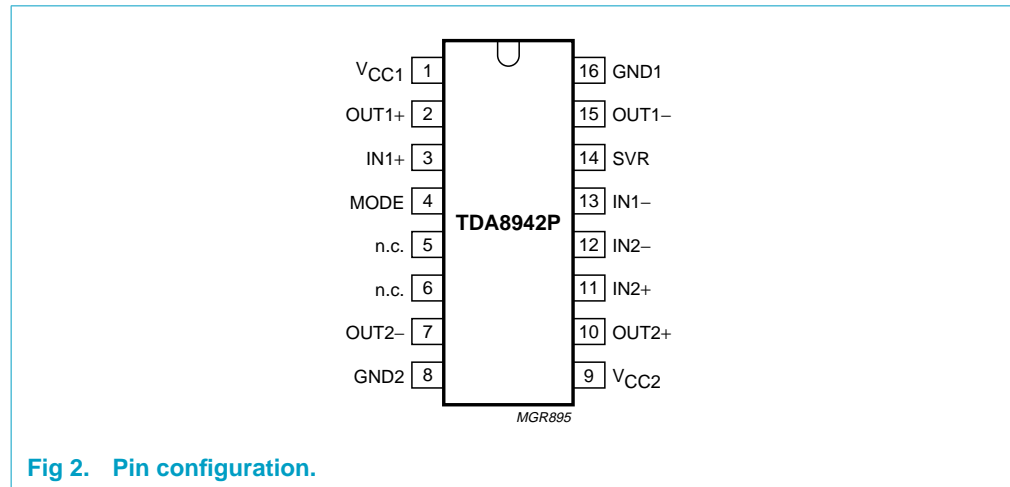 VCC1 1 16 GND1
OUT1+ 2 15 OUT1−
IN1+ 3 14 SVR
MODE 4 13 IN1−
TDA8942P
n.c. 5 12 IN2−
n.c. 6 11 IN2+
OUT2− 7 10 OUT2+
GND2 8 9 VCC2
MGR895
Fig 2. Pin configuration.